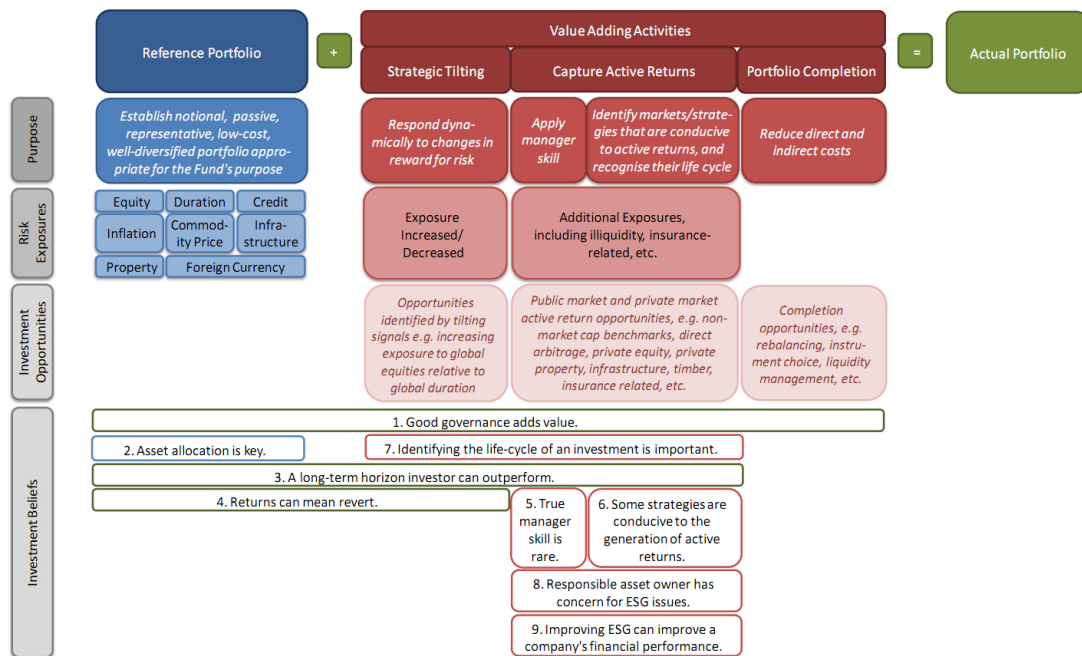 Reference Portfolio
+
Value Adding Activities
=
Actual Portfolio
Strategic Tilting
Capture Active Returns
Portfolio Completion
Purpose
Establish notional,
passive,
representative, low-cost,
well-diversified portfolio appro-
priate for the Fund's purpose
Respond dyna-
mically to changes in
reward for risk
Apply
manager
skill
Identify markets/strate-
gies that are conducive
to active returns, and
recognise their life cycle
Reduce direct and
indirect costs
Risk
Exposures
Equity
Duration
Credit
Inflation
Commod-
ity Price
Infra-
structure
Property
Foreign Currency
Exposure
Increased/
Decreased
Additional Exposures,
including illiquidity, insurance-
related, etc.
Investment
Opportunities
Opportunities
identified by tilting
signals e.g. increasing
exposure to global
equities relative to
global duration
Public market and private market
active return opportunities, e.g. non-
market cap benchmarks, direct
arbitrage, private equity, private
property, infrastructure, timber,
insurance related, etc.
Completion
opportunities, e.g.
rebalancing, instru-
ment choice, liquidity
management, etc.
Investment Beliefs
1. Good governance adds value.
2. Asset allocation is key.
7. Identifying the life-cycle of an investment is important.
3. A long-term horizon investor can outperform.
4. Returns can mean revert.
5. True
manager
skill is
rare.
6. Some strategies are
conducive to the
generation of active
returns.
8. Responsible asset owner has
concern for ESG issues.
9. Improving ESG can improve a
company's financial performance.